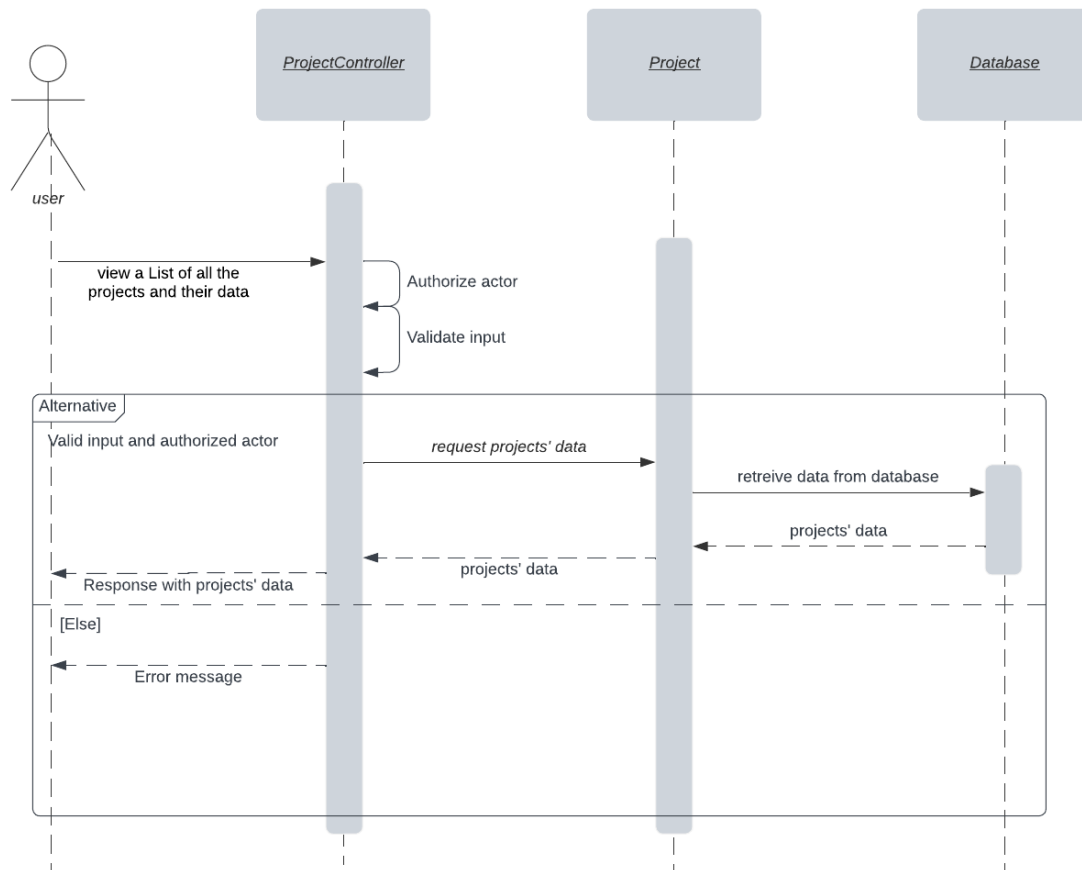 ProjectController
Project
Database
user
view a List of all the
projects and their data
Authorize actor
Validate input
Alternative
Valid input and authorized actor
request projects' data
retreive data from database
projects' data
projects' data
Response with projects' data
[Else]
Error message